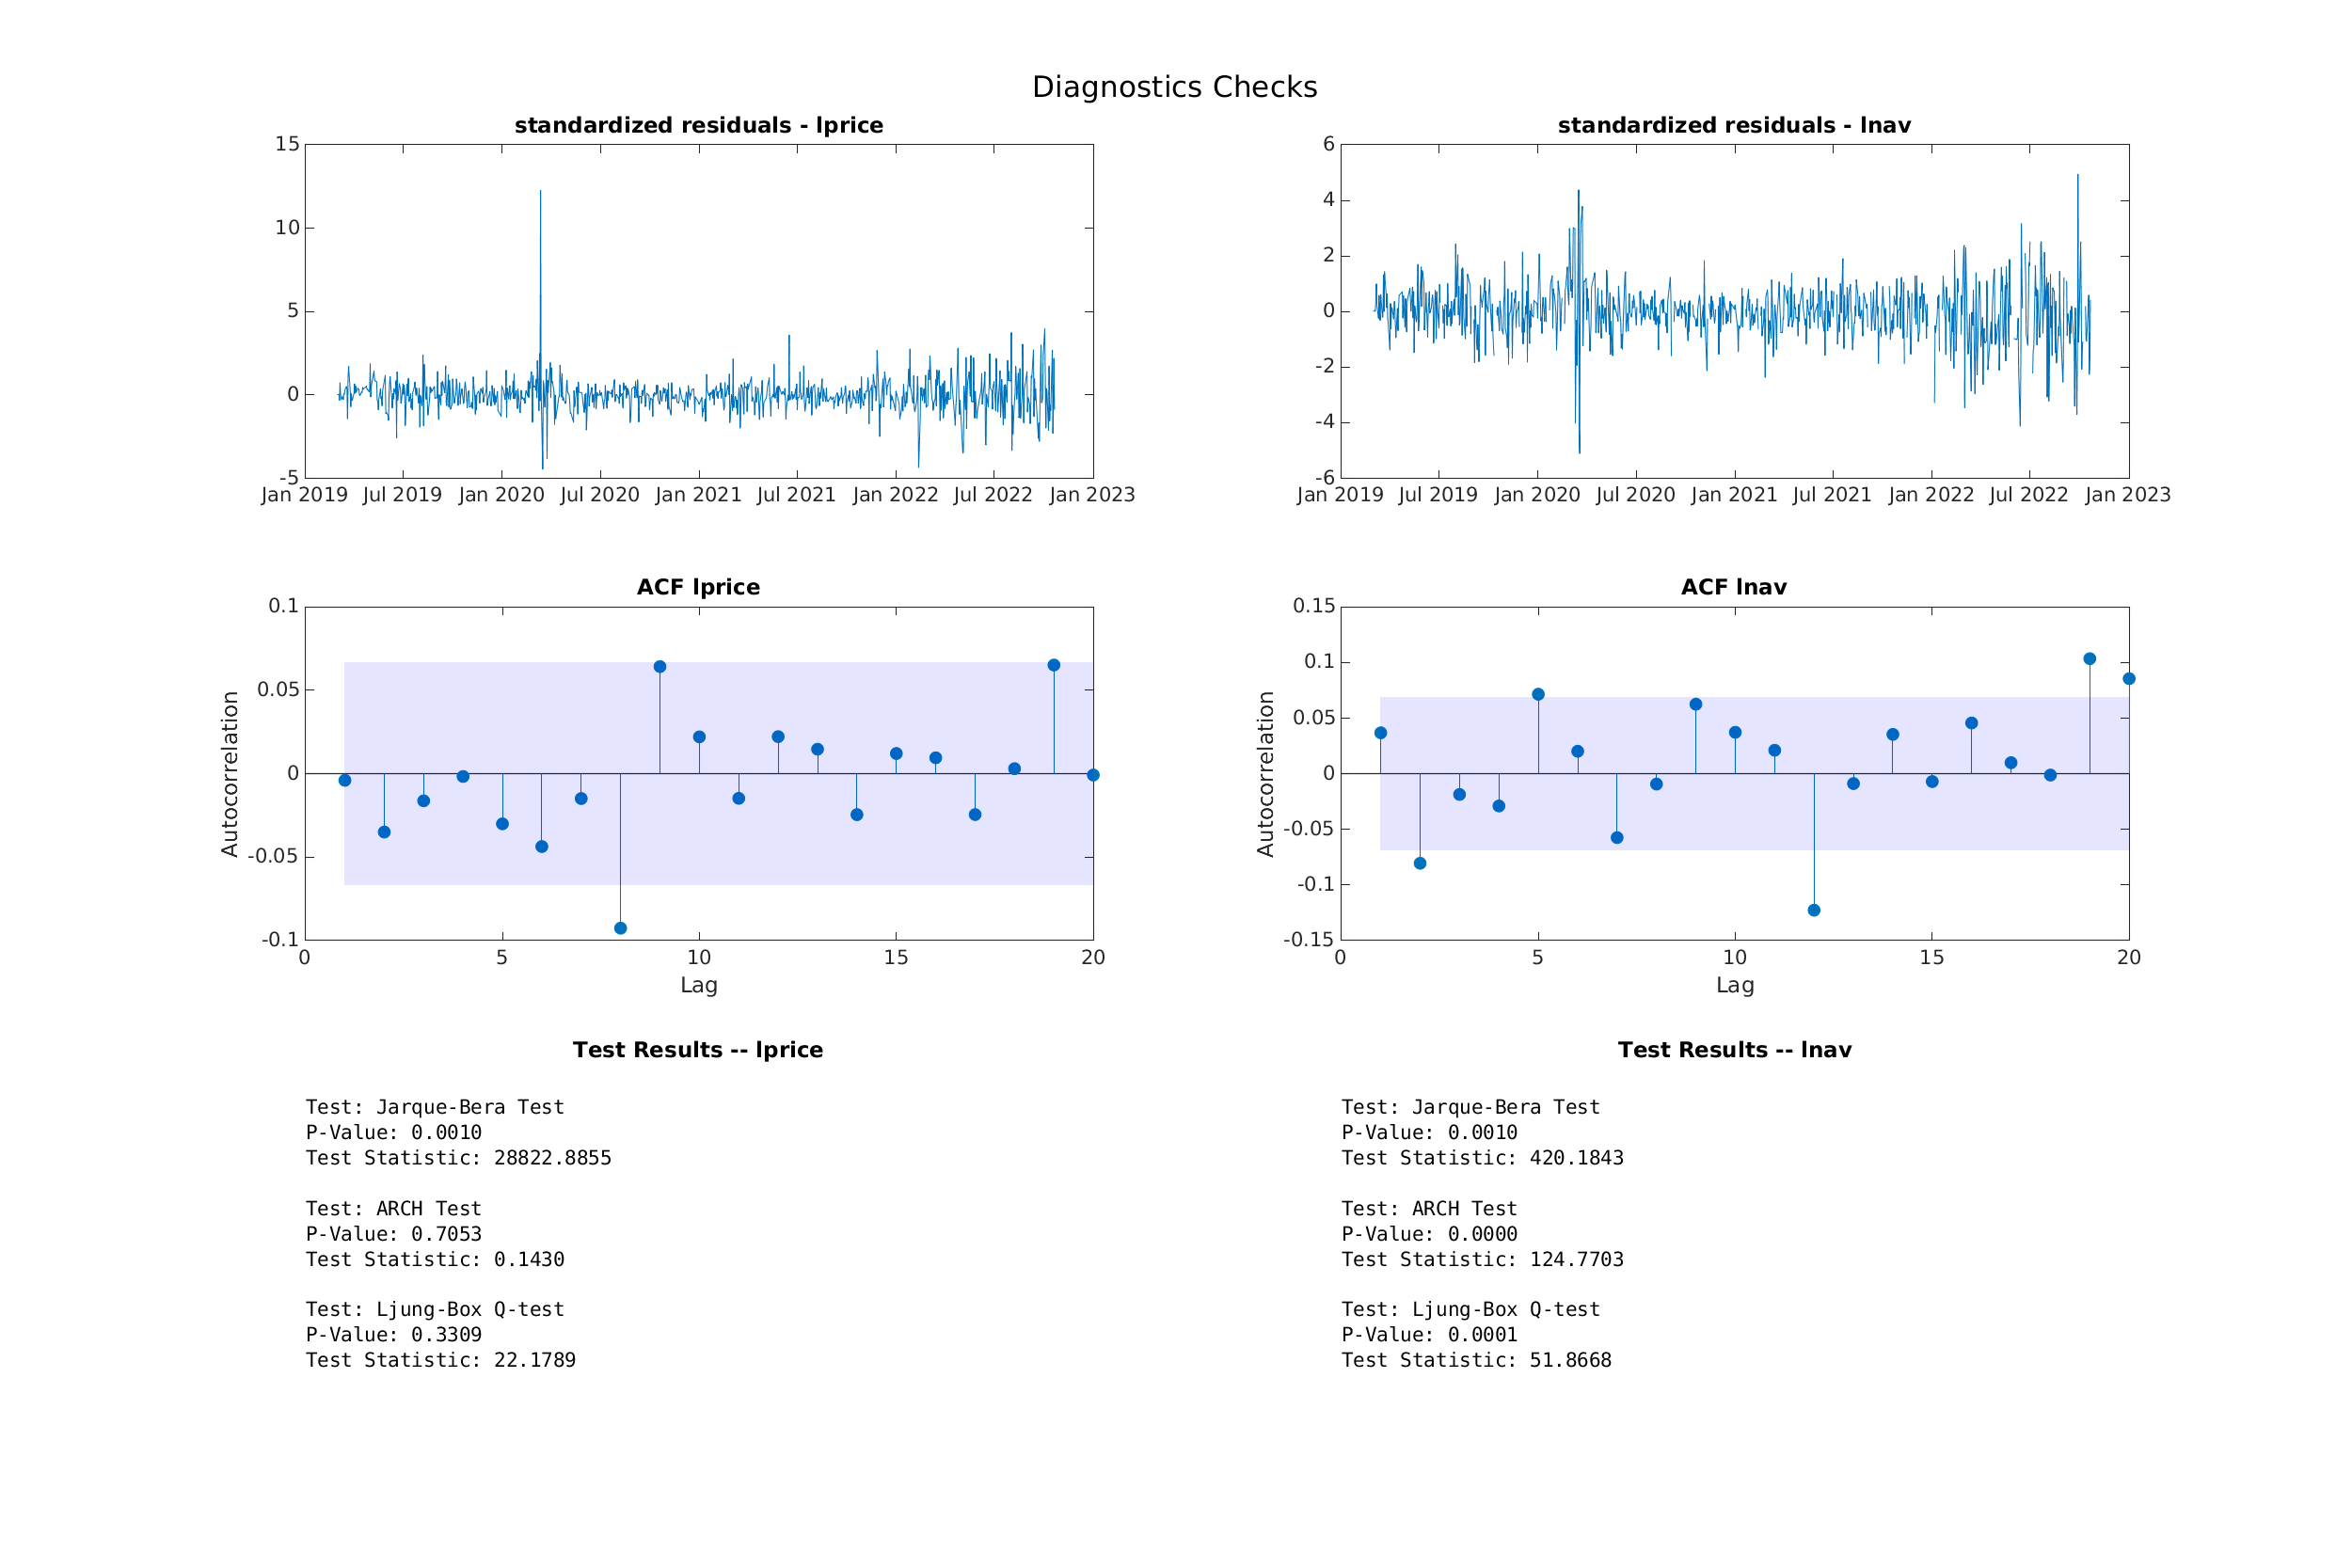 Diagnostics Checks
standardized residuals - lprice
15
10
5
0
-5
Jan 2019 Jul 2019 Jan 2020 Jul 2020 Jan 2021 Jul 2021 Jan 2022 Jul 2022 Jan 2023
standardized residuals - lnav
6
4
2
0
-2
-4
-6
Jan 2019 Jul 2019 Jan 2020 Jul 2020 Jan 2021 Jul 2021 Jan 2022 Jul 2022 Jan 2023
ACF lprice
Autocorrelation
0.1
0.05
0
-0.05
-0.1
0 5 10 15 20
Lag
ACF lnav
Autocorrelation
0.15
0.1
0.05
0
-0.05
-0.1
-0.15
0 5 10 15 20
Lag
Test Results -- lprice
Test: Jarque-Bera Test
P-Value: 0.0010
Test Statistic: 28822.8855
Test: ARCH Test
P-Value: 0.7053
Test Statistic: 0.1430
Test: Ljung-Box Q-test
P-Value: 0.3309
Test Statistic: 22.1789
Test Results -- lnav
Test: Jarque-Bera Test
P-Value: 0.0010
Test Statistic: 420.1843
Test: ARCH Test
P-Value: 0.0000
Test Statistic: 124.7703
Test: Ljung-Box Q-test
P-Value: 0.0001
Test Statistic: 51.8668